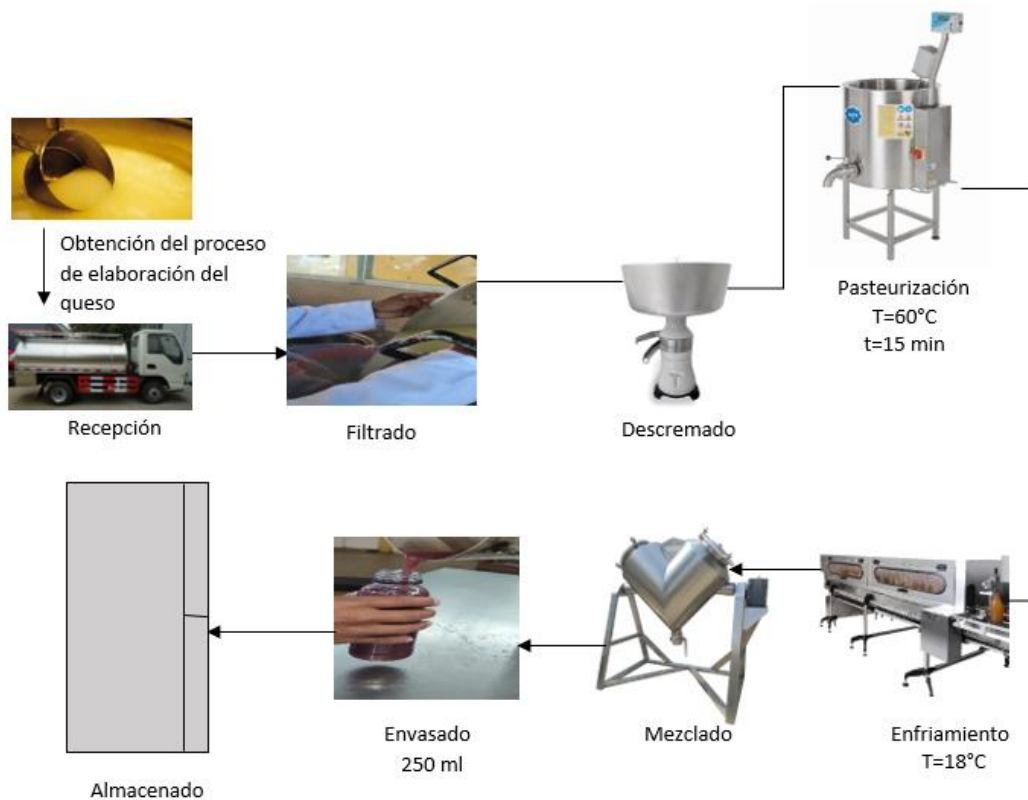 Obtención del proceso
de elaboración del
queso
Recepción
Filtrado
Descremado
Pasteurización
T=60°C
t=15 min
Almacenado
Envasado
250 ml
Mezclado
Enfriamiento
T=18°C